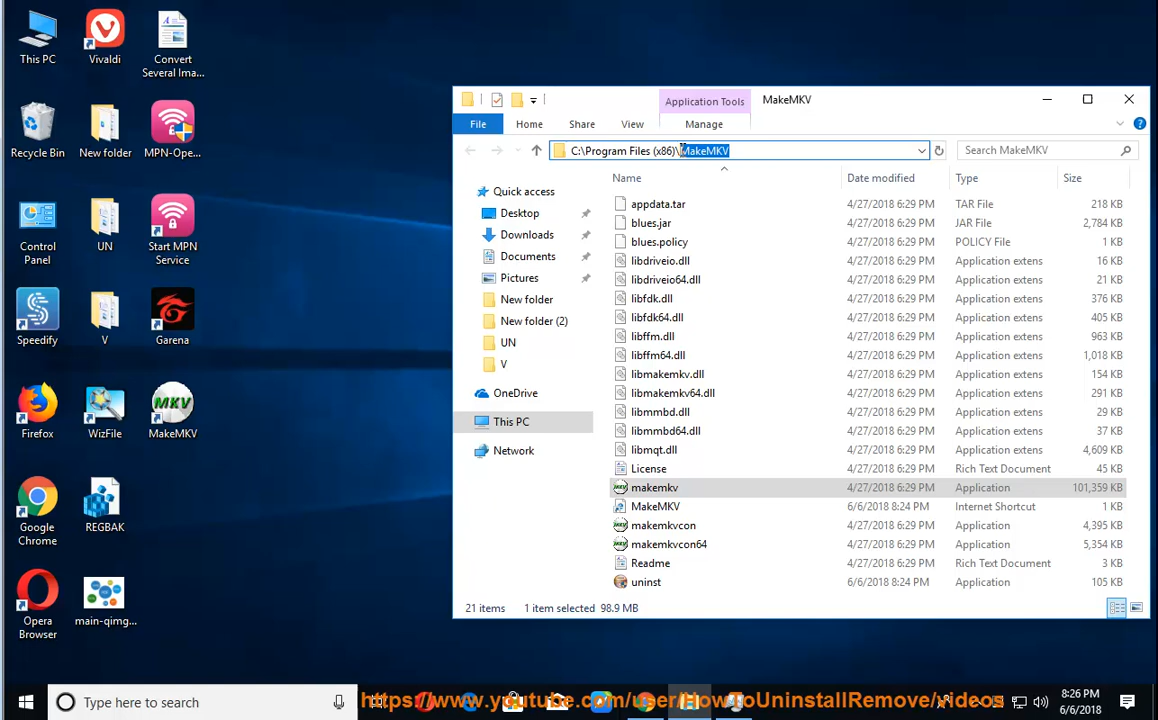 This PC
Vivaldi
Convert
Several Ima...
Recycle Bin
New folder
MPN-Ope...
Control
Panel
UN
Start MPN
Service
Speedify
V
Garena
Firefox
WizFile
MKV
MakeMKV
Google
Chrome
REGBAK
Opera
Browser
main-qimg...
Application Tools
MakeMKV
File
Home
Share
View
Manage
C:\Program Files (x86)\MakeMKV
Search MakeMKV
Quick access
Desktop
Downloads
Documents
Pictures
New folder
New folder (2)
UN
V
OneDrive
This PC
Network
Name Date modified Type Size
appdata.tar 4/27/2018 6:29 PM TAR File 218 KB
blues.jar 4/27/2018 6:29 PM JAR File 2,784 KB
blues.policy 4/27/2018 6:29 PM POLICY File 1 KB
libdriveio.dll 4/27/2018 6:29 PM Application extens 16 KB
libdriveio64.dll 4/27/2018 6:29 PM Application extens 21 KB
libfdk.dll 4/27/2018 6:29 PM Application extens 376 KB
libfdk64.dll 4/27/2018 6:29 PM Application extens 405 KB
libffm.dll 4/27/2018 6:29 PM Application extens 963 KB
libffm64.dll 4/27/2018 6:29 PM Application extens 1,018 KB
libmakemkv.dll 4/27/2018 6:29 PM Application extens 154 KB
libmakemkv64.dll 4/27/2018 6:29 PM Application extens 291 KB
libmmbd.dll 4/27/2018 6:29 PM Application extens 29 KB
libmmbd64.dll 4/27/2018 6:29 PM Application extens 37 KB
libmqt.dll 4/27/2018 6:29 PM Application extens 4,609 KB
License 4/27/2018 6:29 PM Rich Text Document 45 KB
makemkv 4/27/2018 6:29 PM Application 101,359 KB
MakeMKV 6/6/2018 8:24 PM Internet Shortcut 1 KB
makemkvcon 4/27/2018 6:29 PM Application 4,395 KB
makemkvcon64 4/27/2018 6:29 PM Application 5,354 KB
Readme 4/27/2018 6:29 PM Rich Text Document 3 KB
uninst 6/6/2018 8:24 PM Application 105 KB
21 items 1 item selected 98.9 MB
Type here to search
https://www.youtube.com/user/HowtoUninstallRemove/videos
8:26 PM
6/6/2018